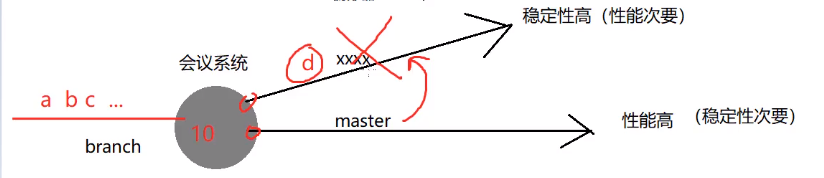 稳定性高（性能次要）
会议系统
d
xxxx
a b c ...
10
master
性能高 （稳定性次要）
branch